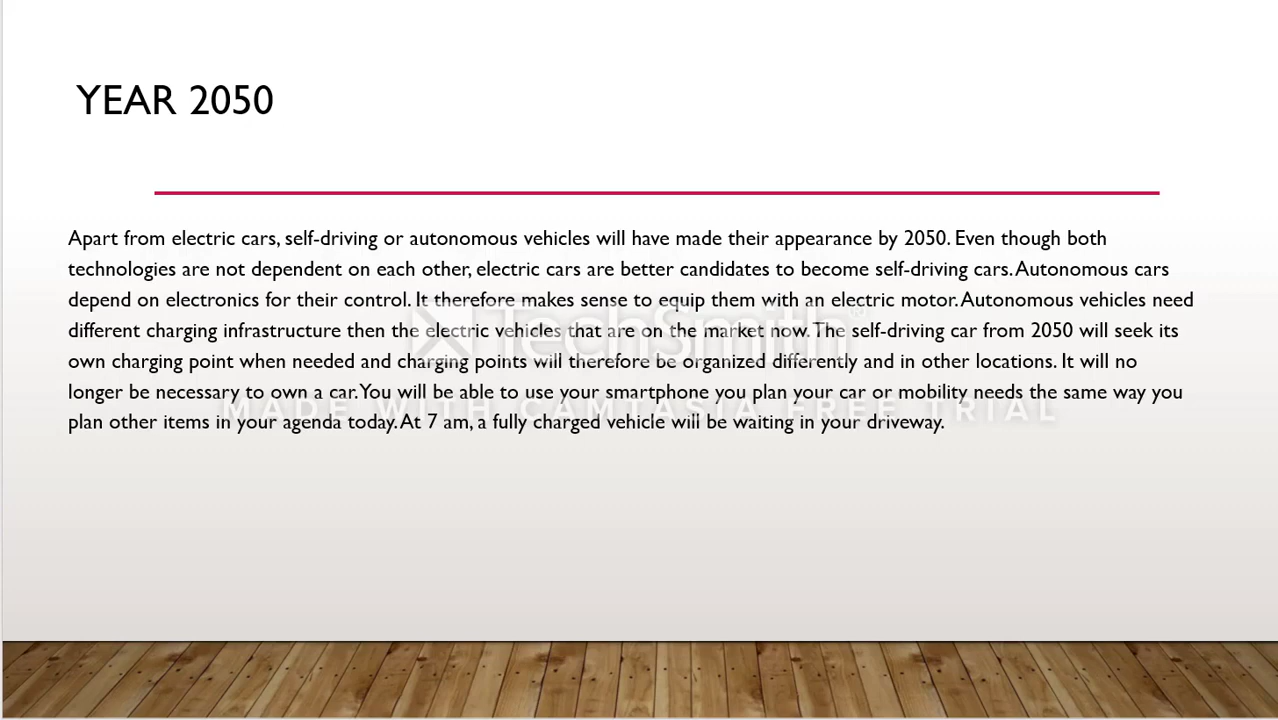 YEAR 2050
Apart from electric cars, self-driving or autonomous vehicles will have made their appearance by 2050. Even though both
technologies are not dependent on each other, electric cars are better candidates to become self-driving cars. Autonomous cars
depend on electronics for their control. It therefore makes sense to equip them with an electric motor. Autonomous vehicles need
different charging infrastructure then the electric vehicles that are on the market now. The self-driving car from 2050 will seek its
own charging point when needed and charging points will therefore be organized differently and in other locations. It will no
longer be necessary to own a car. You will be able to use your smartphone you plan your car or mobility needs the same way you
plan other items in your agenda today. At 7 am, a fully charged vehicle will be waiting in your driveway.
TechSmith®
MADE WITH CAMTASIA FREE TRIAL